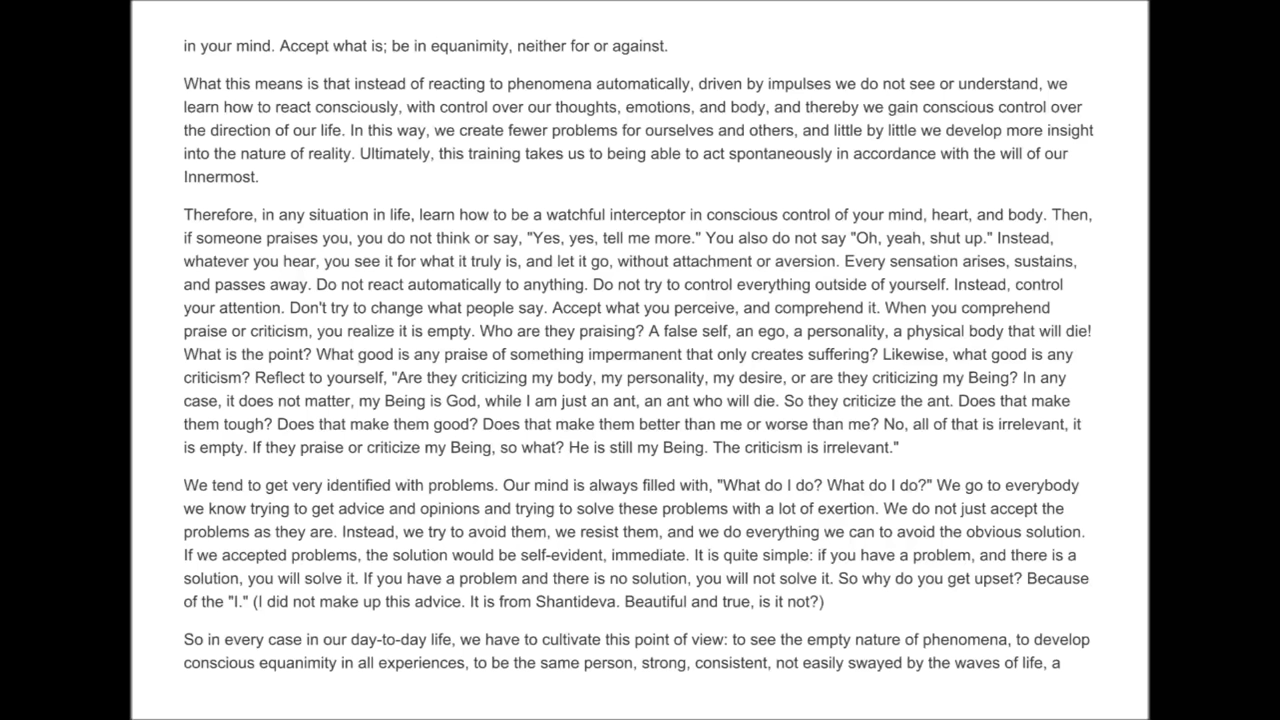 in your mind. Accept what is; be in equanimity, neither for or against.
What this means is that instead of reacting to phenomena automatically, driven by impulses we do not see or understand, we
learn how to react consciously, with control over our thoughts, emotions, and body, and thereby we gain conscious control over
the direction of our life. In this way, we create fewer problems for ourselves and others, and little by little we develop more insight
into the nature of reality. Ultimately, this training takes us to being able to act spontaneously in accordance with the will of our
Innermost.
Therefore, in any situation in life, learn how to be a watchful interceptor in conscious control of your mind, heart, and body. Then,
if someone praises you, you do not think or say, "Yes, yes, tell me more." You also do not say "Oh, yeah, shut up." Instead,
whatever you hear, you see it for what it truly is, and let it go, without attachment or aversion. Every sensation arises, sustains,
and passes away. Do not react automatically to anything. Do not try to control everything outside of yourself. Instead, control
your attention. Don't try to change what people say. Accept what you perceive, and comprehend it. When you comprehend
praise or criticism, you realize it is empty. Who are they praising? A false self, an ego, a personality, a physical body that will die!
What is the point? What good is any praise of something impermanent that only creates suffering? Likewise, what good is any
criticism? Reflect to yourself, "Are they criticizing my body, my personality, my desire, or are they criticizing my Being? In any
case, it does not matter, my Being is God, while I am just an ant, an ant who will die. So they criticize the ant. Does that make
them tough? Does that make them good? Does that make them better than me or worse than me? No, all of that is irrelevant, it
is empty. If they praise or criticize my Being, so what? He is still my Being. The criticism is irrelevant."
We tend to get very identified with problems. Our mind is always filled with, "What do I do? What do I do?" We go to everybody
we know trying to get advice and opinions and trying to solve these problems with a lot of exertion. We do not just accept the
problems as they are. Instead, we try to avoid them, we resist them, and we do everything we can to avoid the obvious solution.
If we accepted problems, the solution would be self-evident, immediate. It is quite simple: if you have a problem, and there is a
solution, you will solve it. If you have a problem and there is no solution, you will not solve it. So why do you get upset? Because
of the "I." (I did not make up this advice. It is from Shantideva. Beautiful and true, is it not?)
So in every case in our day-to-day life, we have to cultivate this point of view: to see the empty nature of phenomena, to develop
conscious equanimity in all experiences, to be the same person, strong, consistent, not easily swayed by the waves of life, a